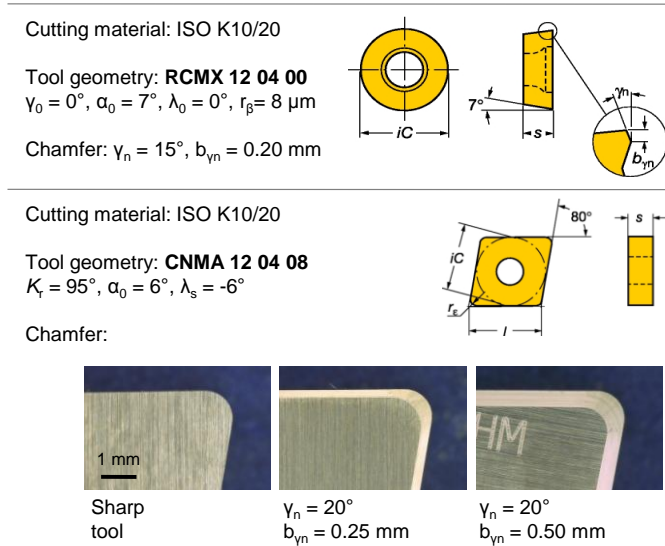 Cutting material: ISO K10/20
Tool geometry: RCMX 12 04 00
γ₀ = 0°, α₀ = 7°, λ₀ = 0°, rᵦ= 8 µm
Chamfer: γₙ = 15°, bᵧₙ = 0.20 mm
iC
7°
s
γₙ
bᵧₙ
Cutting material: ISO K10/20
Tool geometry: CNMA 12 04 08
Kᵣ = 95°, α₀ = 6°, λₛ = -6°
Chamfer:
80°
s
iC
rε
l
1 mm
HM
Sharp
tool
γₙ = 20°
bᵧₙ = 0.25 mm
γₙ = 20°
bᵧₙ = 0.50 mm